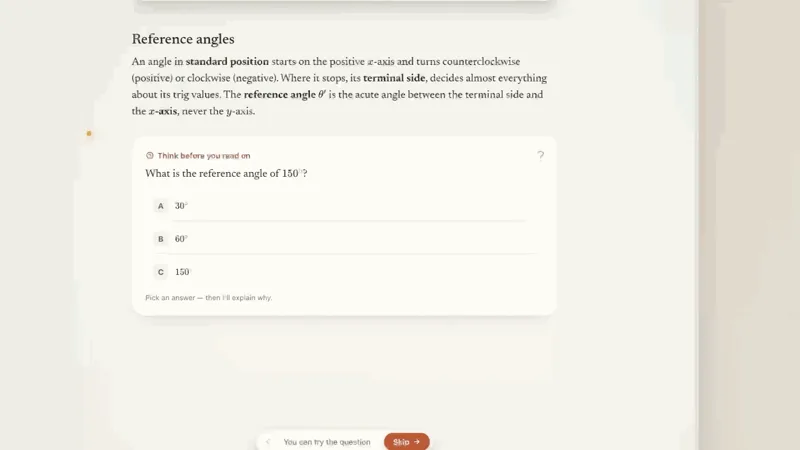 Reference angles
An angle in standard position starts on the positive x-axis and turns counterclockwise
(positive) or clockwise (negative). Where it stops, its terminal side, decides almost everything
about its trig values. The reference angle θ′ is the acute angle between the terminal side and
the x-axis, never the y-axis.
Think before you read on
?
What is the reference angle of 150°?
A 30°
B 60°
C 150°
Pick an answer — then I'll explain why.
You can try the question Skip →